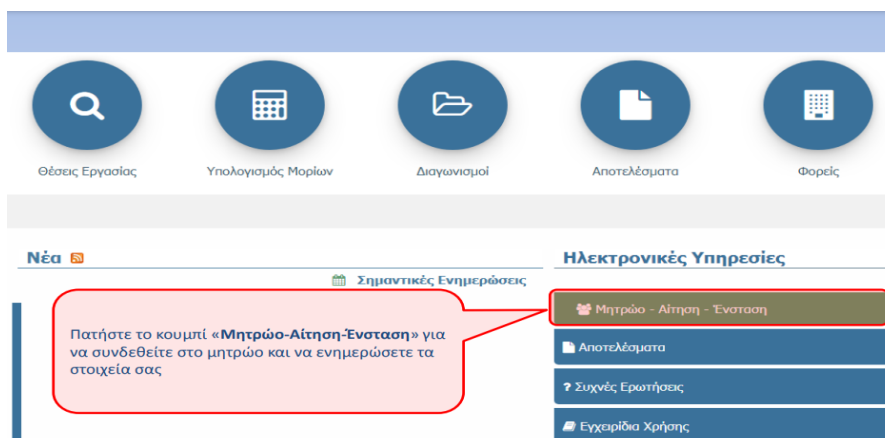 Θέσεις Εργασίας
Υπολογισμός Μορίων
Διαγωνισμοί
Αποτελέσματα
Φορείς
Νέα
Σημαντικές Ενημερώσεις
Πατήστε το κουμπί «Μητρώο-Αίτηση-Ένσταση» για
να συνδεθείτε στο μητρώο και να ενημερώσετε τα
στοιχεία σας
Ηλεκτρονικές Υπηρεσίες
Μητρώο - Αίτηση - Ένσταση
Αποτελέσματα
? Συχνές Ερωτήσεις
Εγχειρίδια Χρήσης